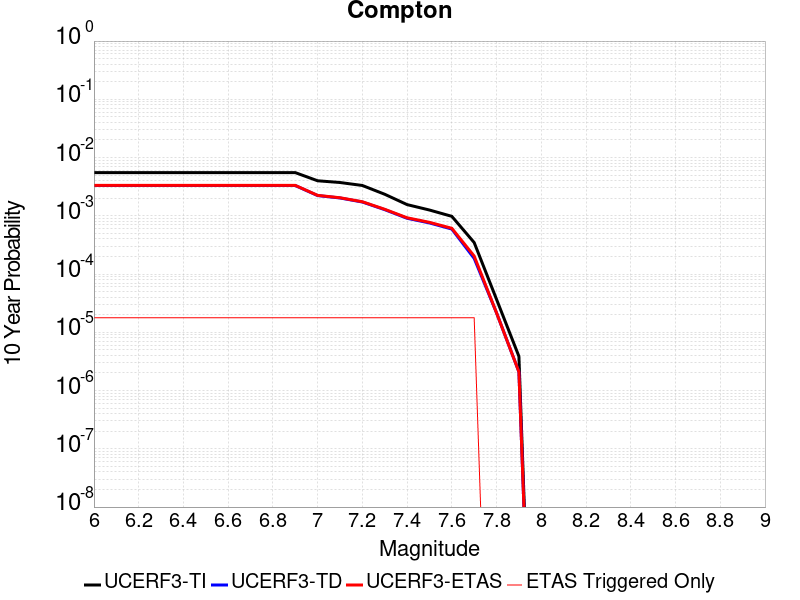 Compton
10 0
10 -1
10 -2
10 -3
10 -4
10 -5
10 -6
10 -7
10 -8
10 Year Probability
6 6.2 6.4 6.6 6.8 7 7.2 7.4 7.6 7.8 8 8.2 8.4 8.6 8.8 9
Magnitude
UCERF3-TI UCERF3-TD UCERF3-ETAS ETAS Triggered Only